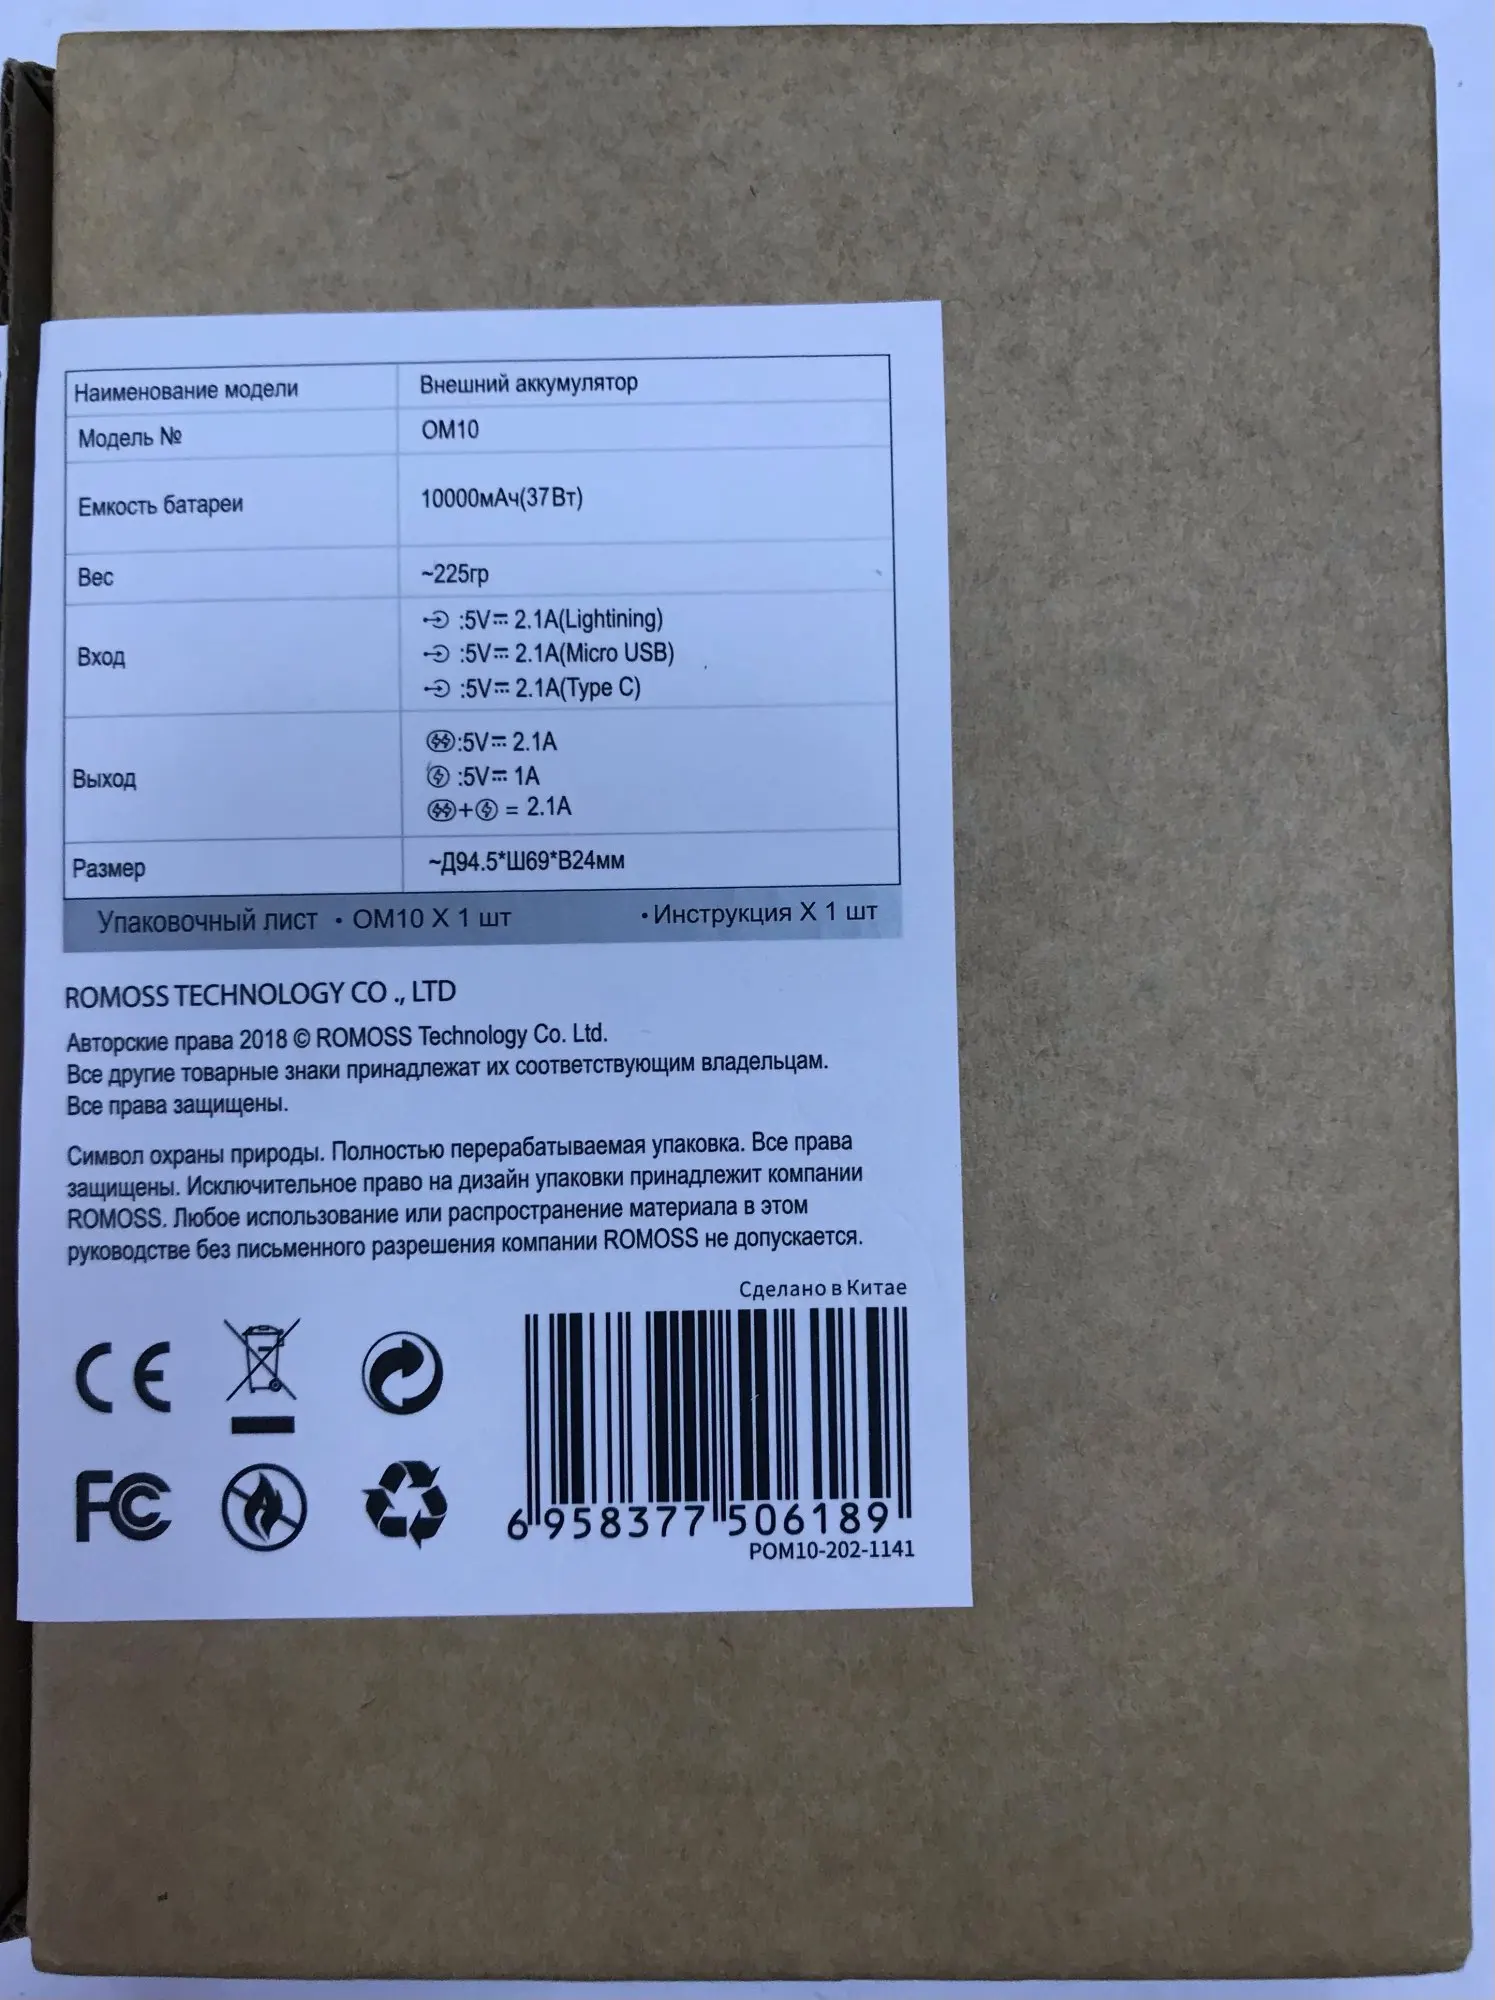 Наименование модели Внешний аккумулятор
Модель № OM10
Емкость батареи 10000мАч(37Вт)
Вес ~225гр
Вход
:5V⎓ 2.1A(Lightining)
:5V⎓ 2.1A(Micro USB)
:5V⎓ 2.1A(Type C)
Выход
:5V⎓ 2.1A
:5V⎓ 1A
+ = 2.1A
Размер ~Д94.5*Ш69*В24мм
Упаковочный лист • OM10 X 1 шт • Инструкция X 1 шт
ROMOSS TECHNOLOGY CO ., LTD
Авторские права 2018 © ROMOSS Technology Co. Ltd.
Все другие товарные знаки принадлежат их соответствующим владельцам.
Все права защищены.
Символ охраны природы. Полностью перерабатываемая упаковка. Все права
защищены. Исключительное право на дизайн упаковки принадлежит компании
ROMOSS. Любое использование или распространение материала в этом
руководстве без письменного разрешения компании ROMOSS не допускается.
Сделано в Китае
CE
FC
6 958377 506189
POM10-202-1141